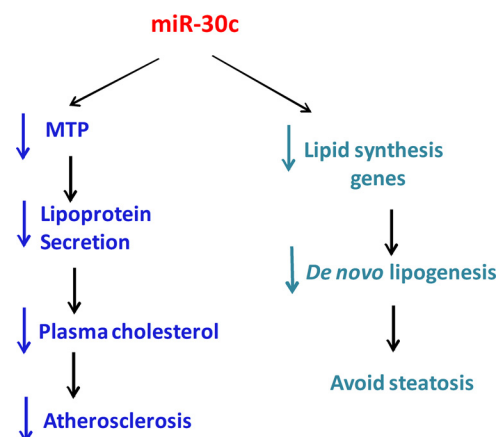 miR-30c
MTP
Lipoprotein
Secretion
Plasma cholesterol
Atherosclerosis
Lipid synthesis
genes
De novo lipogenesis
Avoid steatosis